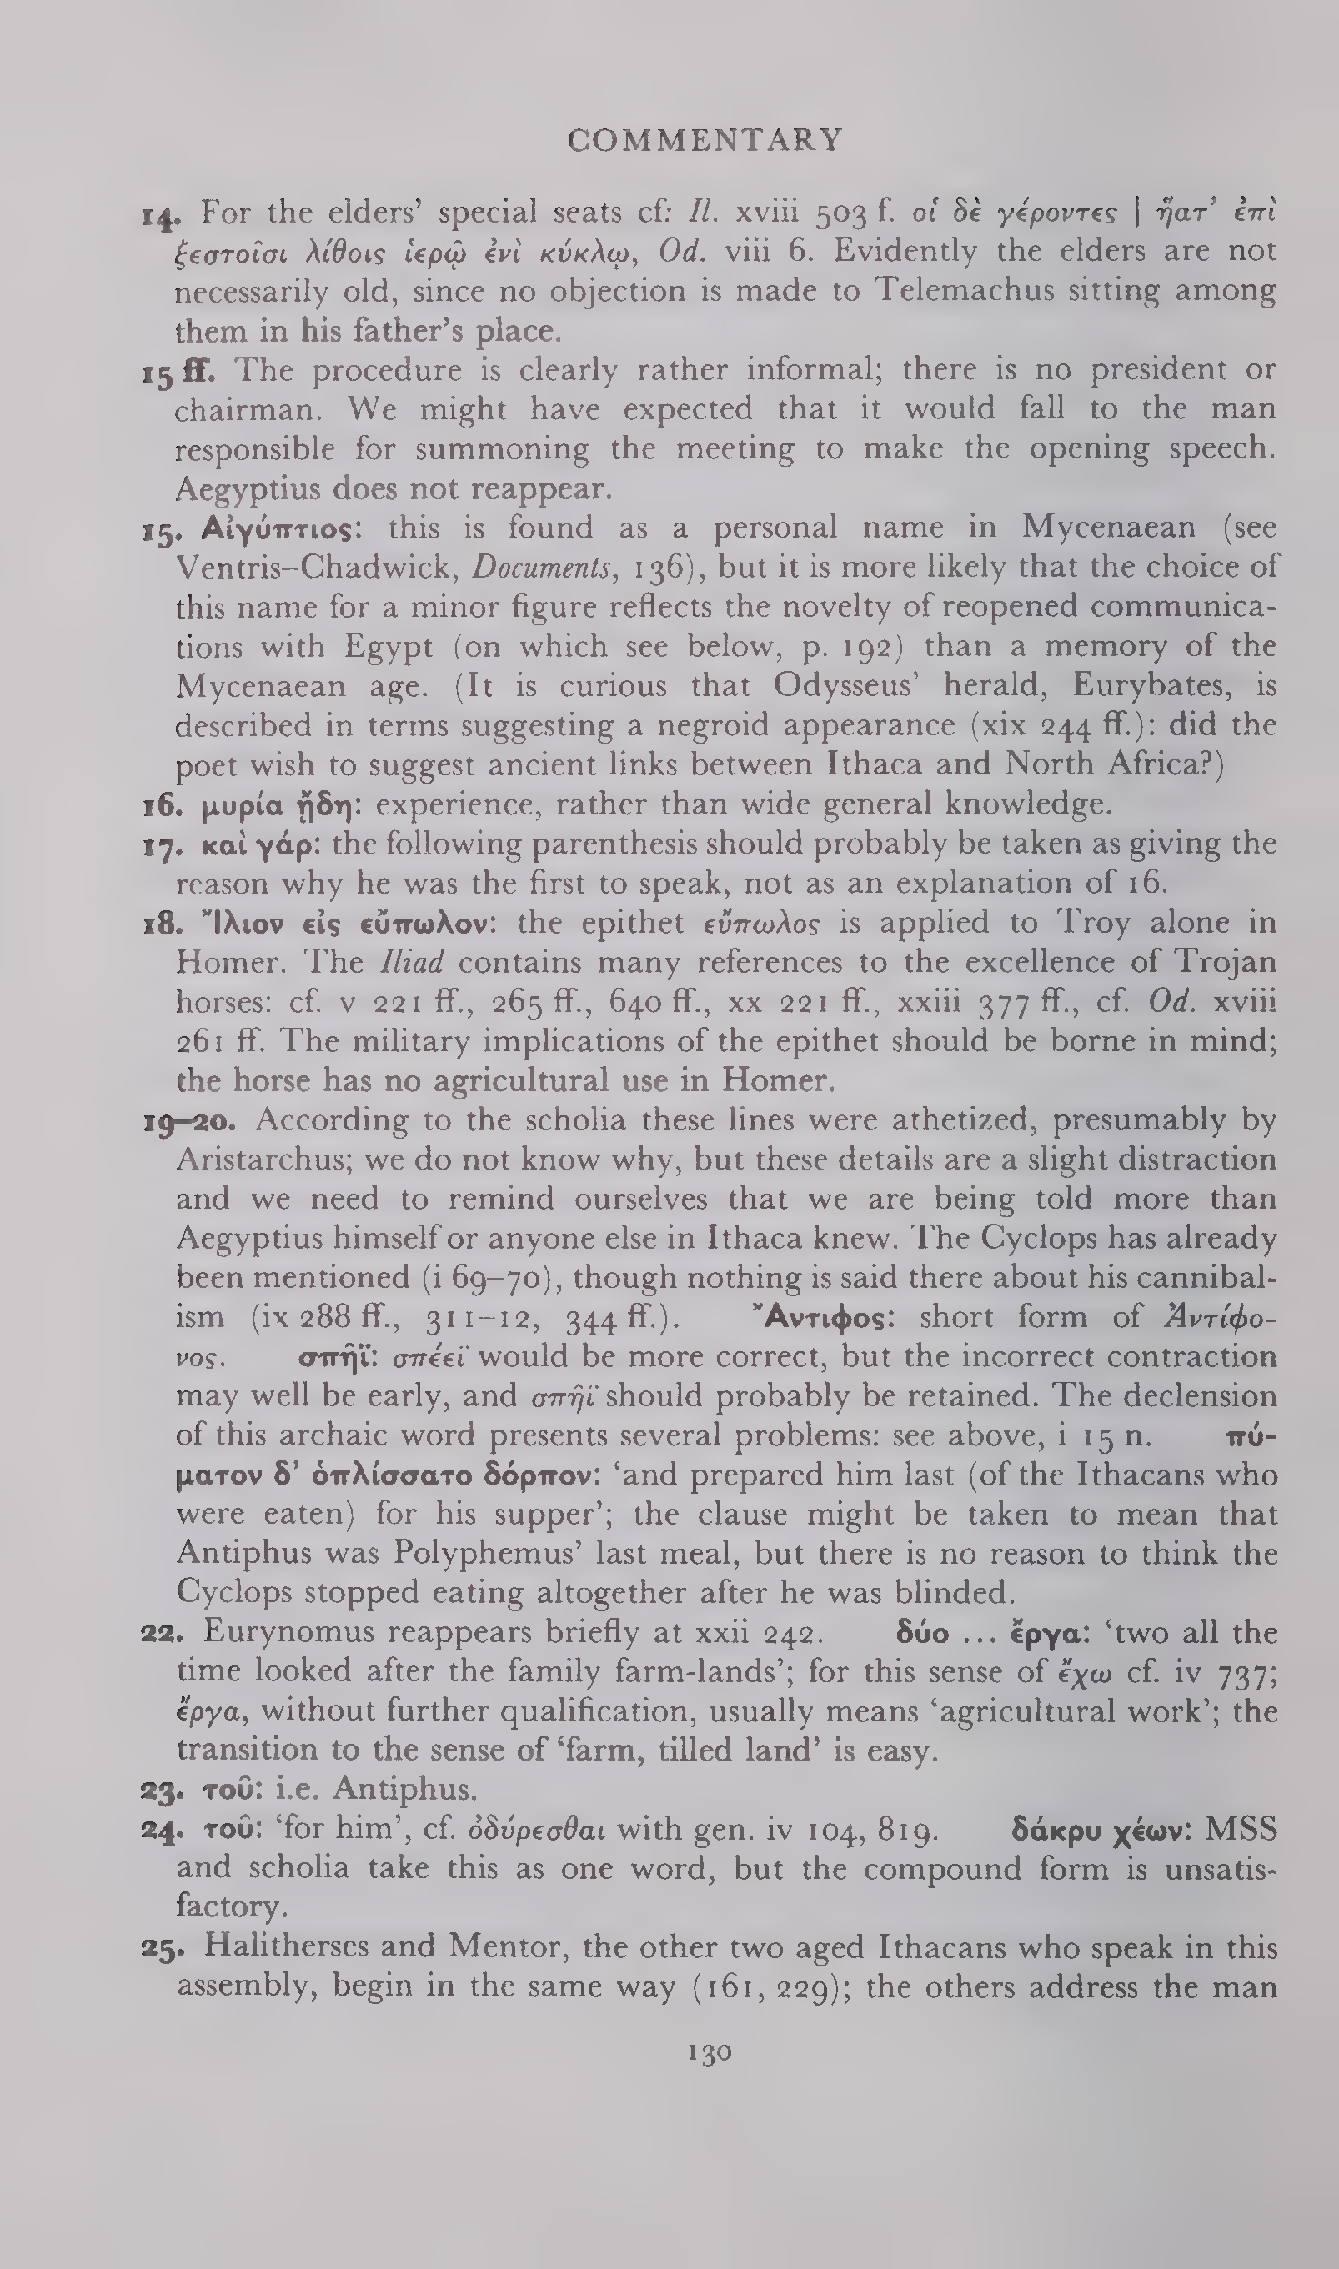 COMMENTARY
14. For the elders’ special seats cf: Il. xviii 503 f. οἱ δὲ γέροντες | ἥατ’ ἐπὶ
ξεστοῖσι λίθοις ἱερῷ ἐνὶ κύκλῳ, Od. viii 6. Evidently the elders are not
necessarily old, since no objection is made to Telemachus sitting among
them in his father’s place.
15 ff. The procedure is clearly rather informal; there is no president or
chairman. We might have expected that it would fall to the man
responsible for summoning the meeting to make the opening speech.
Aegyptius does not reappear.
15. Αἰγύπτιος: this is found as a personal name in Mycenaean (see
Ventris–Chadwick, Documents, 136), but it is more likely that the choice of
this name for a minor figure reflects the novelty of reopened communica-
tions with Egypt (on which see below, p. 192) than a memory of the
Mycenaean age. (It is curious that Odysseus’ herald, Eurybates, is
described in terms suggesting a negroid appearance (xix 244 ff.): did the
poet wish to suggest ancient links between Ithaca and North Africa?)
16. μυρία ᾔδη: experience, rather than wide general knowledge.
17. καὶ γάρ: the following parenthesis should probably be taken as giving the
reason why he was the first to speak, not as an explanation of 16.
18. Ἴλιον εἰς εὔπωλον: the epithet εὔπωλος is applied to Troy alone in
Homer. The Iliad contains many references to the excellence of Trojan
horses: cf. v 221 ff., 265 ff., 640 ff., xx 221 ff., xxiii 377 ff., cf. Od. xviii
261 ff. The military implications of the epithet should be borne in mind;
the horse has no agricultural use in Homer.
19–20. According to the scholia these lines were athetized, presumably by
Aristarchus; we do not know why, but these details are a slight distraction
and we need to remind ourselves that we are being told more than
Aegyptius himself or anyone else in Ithaca knew. The Cyclops has already
been mentioned (i 69–70), though nothing is said there about his cannibal-
ism (ix 288 ff., 311–12, 344 ff.). Ἄντιφος: short form of Ἀντίφο-
νος. σπῆϊ: σπέεϊ would be more correct, but the incorrect contraction
may well be early, and σπῆϊ should probably be retained. The declension
of this archaic word presents several problems: see above, i 15 n. πύ-
ματον δ’ ὁπλίσσατο δόρπον: ‘and prepared him last (of the Ithacans who
were eaten) for his supper’; the clause might be taken to mean that
Antiphus was Polyphemus’ last meal, but there is no reason to think the
Cyclops stopped eating altogether after he was blinded.
22. Eurynomus reappears briefly at xxii 242. δύο ... ἔργα: ‘two all the
time looked after the family farm-lands’; for this sense of ἔχω cf. iv 737;
ἔργα, without further qualification, usually means ‘agricultural work’; the
transition to the sense of ‘farm, tilled land’ is easy.
23. τοῦ: i.e. Antiphus.
24. τοῦ: ‘for him’, cf. ὀδύρεσθαι with gen. iv 104, 819. δάκρυ χέων: MSS
and scholia take this as one word, but the compound form is unsatis-
factory.
25. Halitherses and Mentor, the other two aged Ithacans who speak in this
assembly, begin in the same way (161, 229); the others address the man
130